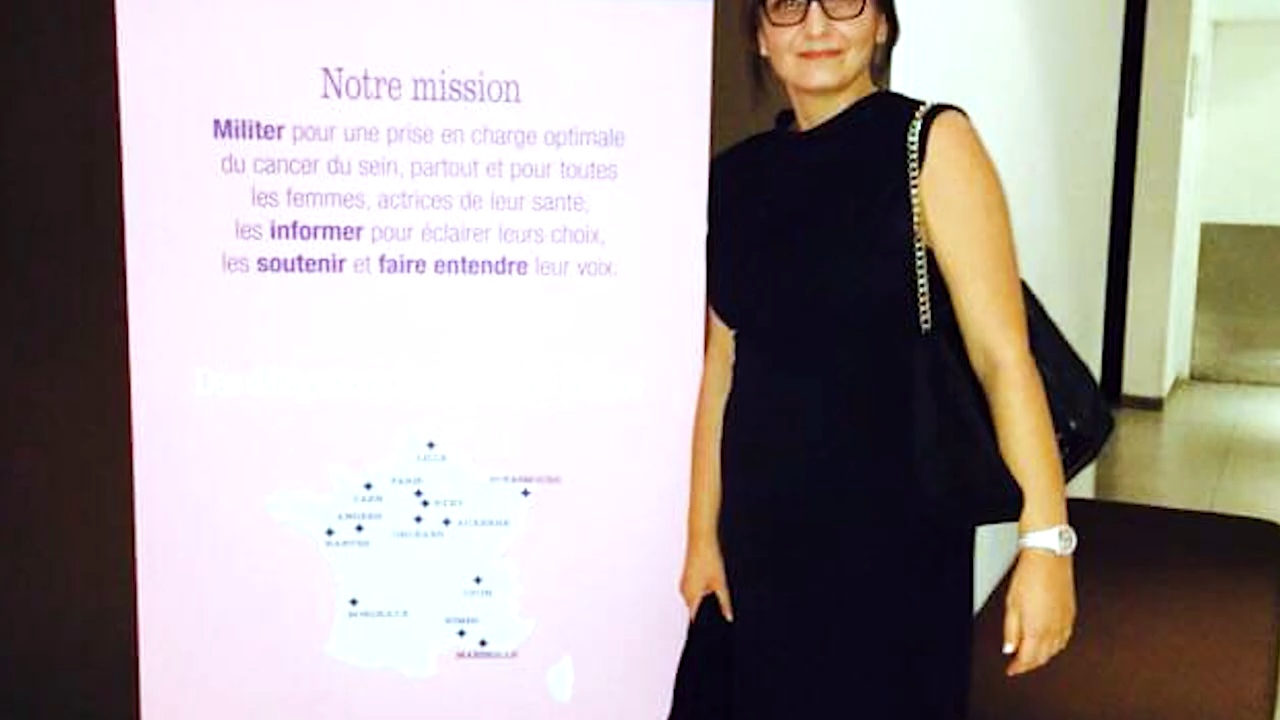 Notre mission
Militer pour une prise en charge optimale
du cancer du sein, partout et pour toutes
les femmes, actrices de leur santé,
les informer pour éclairer leurs choix,
les soutenir et faire entendre leur voix.
LILLE
PARIS
STRASBOURG
CAEN
ANGERS
AUXERRE
ORLÉANS
NANTES
LYON
BORDEAUX
MARSEILLE